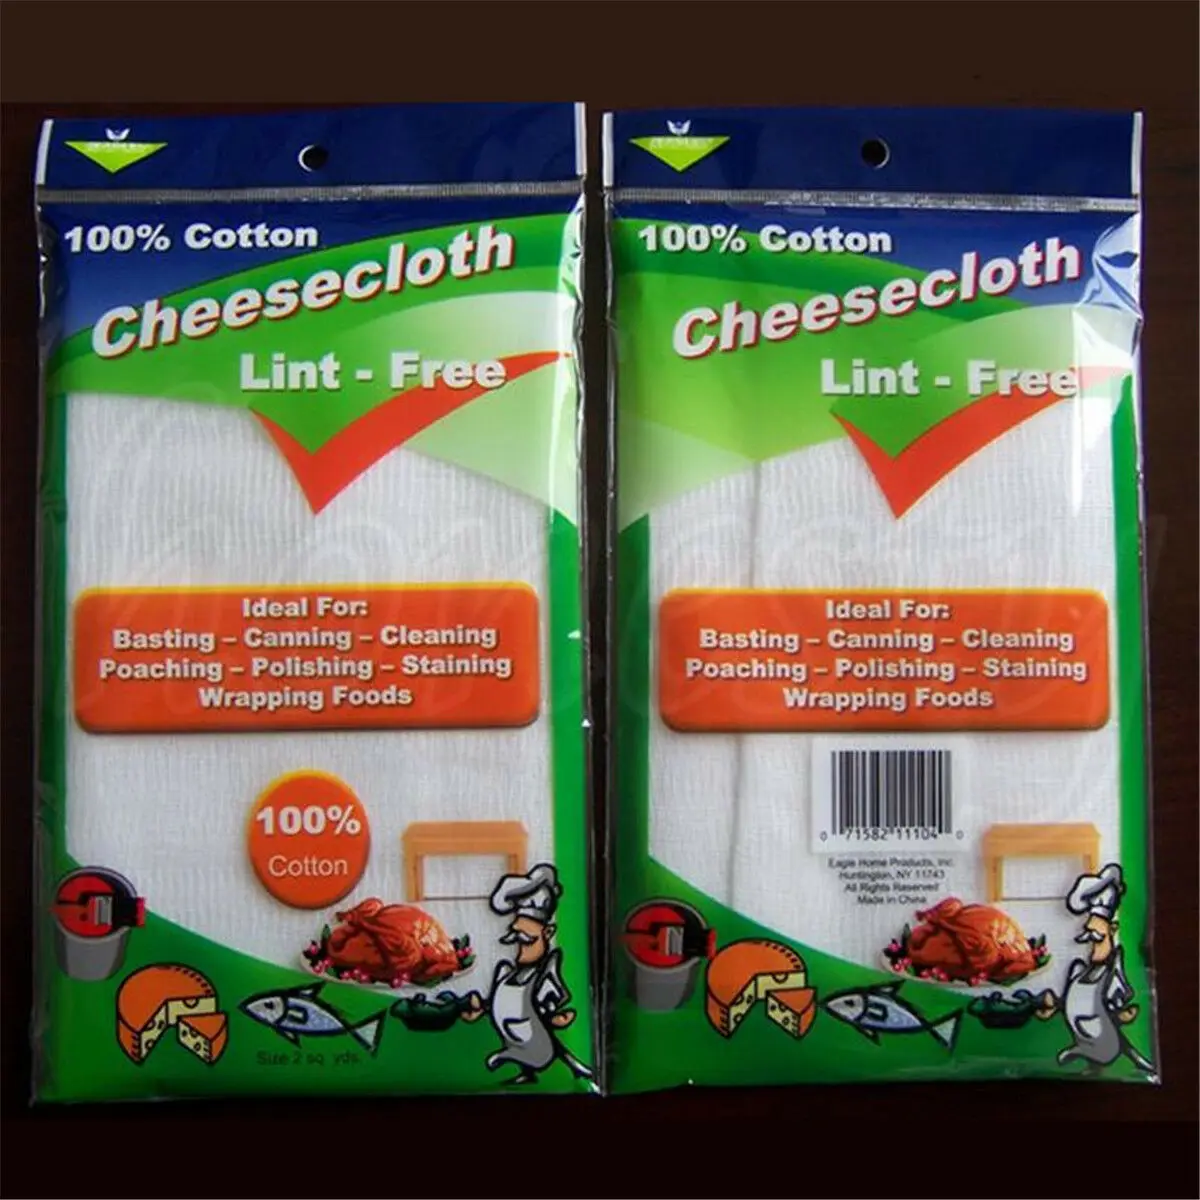 100% Cotton
Cheesecloth
Lint - Free
Ideal For:
Basting – Canning – Cleaning
Poaching – Polishing – Staining
Wrapping Foods
100%
Cotton
Size 2 sq. yds.
100% Cotton
Cheesecloth
Lint - Free
Ideal For:
Basting – Canning – Cleaning
Poaching – Polishing – Staining
Wrapping Foods
0 71582 11104 0
Eagle Home Products, Inc.
Huntington, NY 11743
All Rights Reserved
Made in China